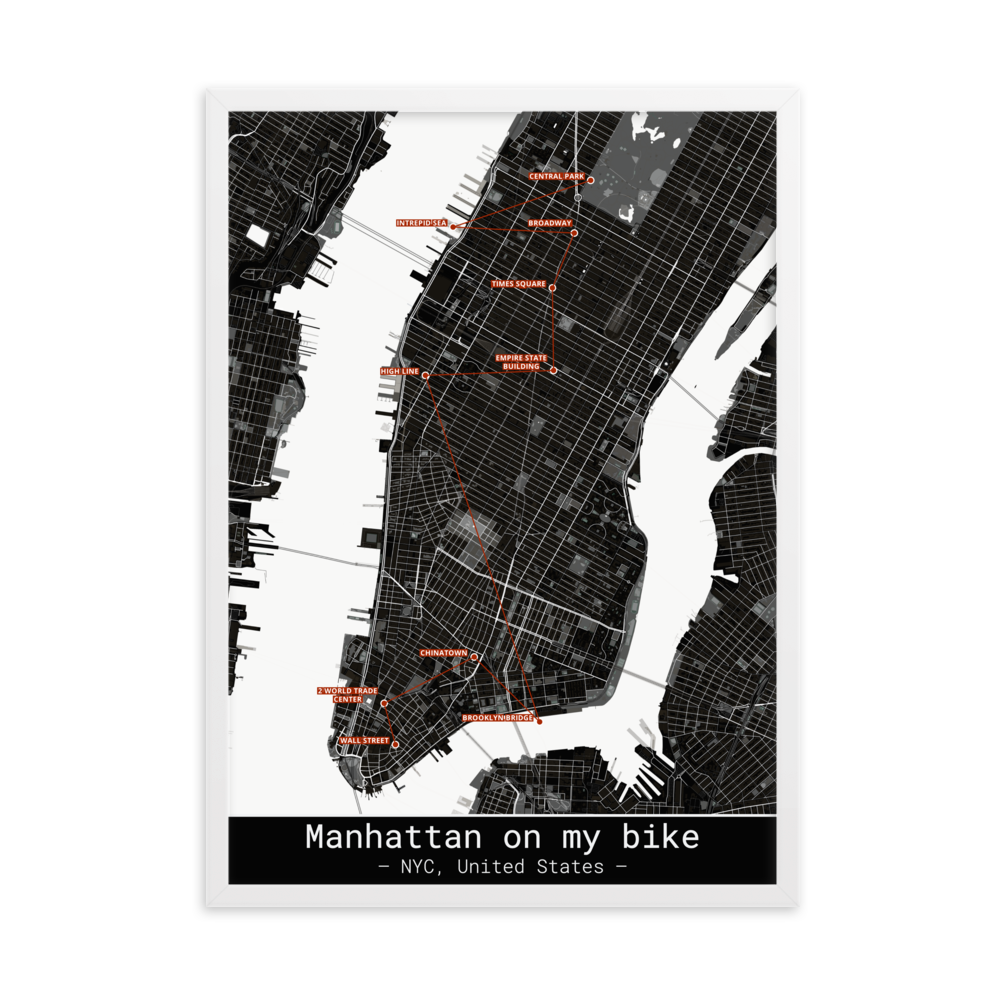 CENTRAL PARK
INTREPID SEA
BROADWAY
TIMES SQUARE
EMPIRE STATE
BUILDING
HIGH LINE
CHINATOWN
2 WORLD TRADE
CENTER
BROOKLYN BRIDGE
WALL STREET
Manhattan on my bike
— NYC, United States —